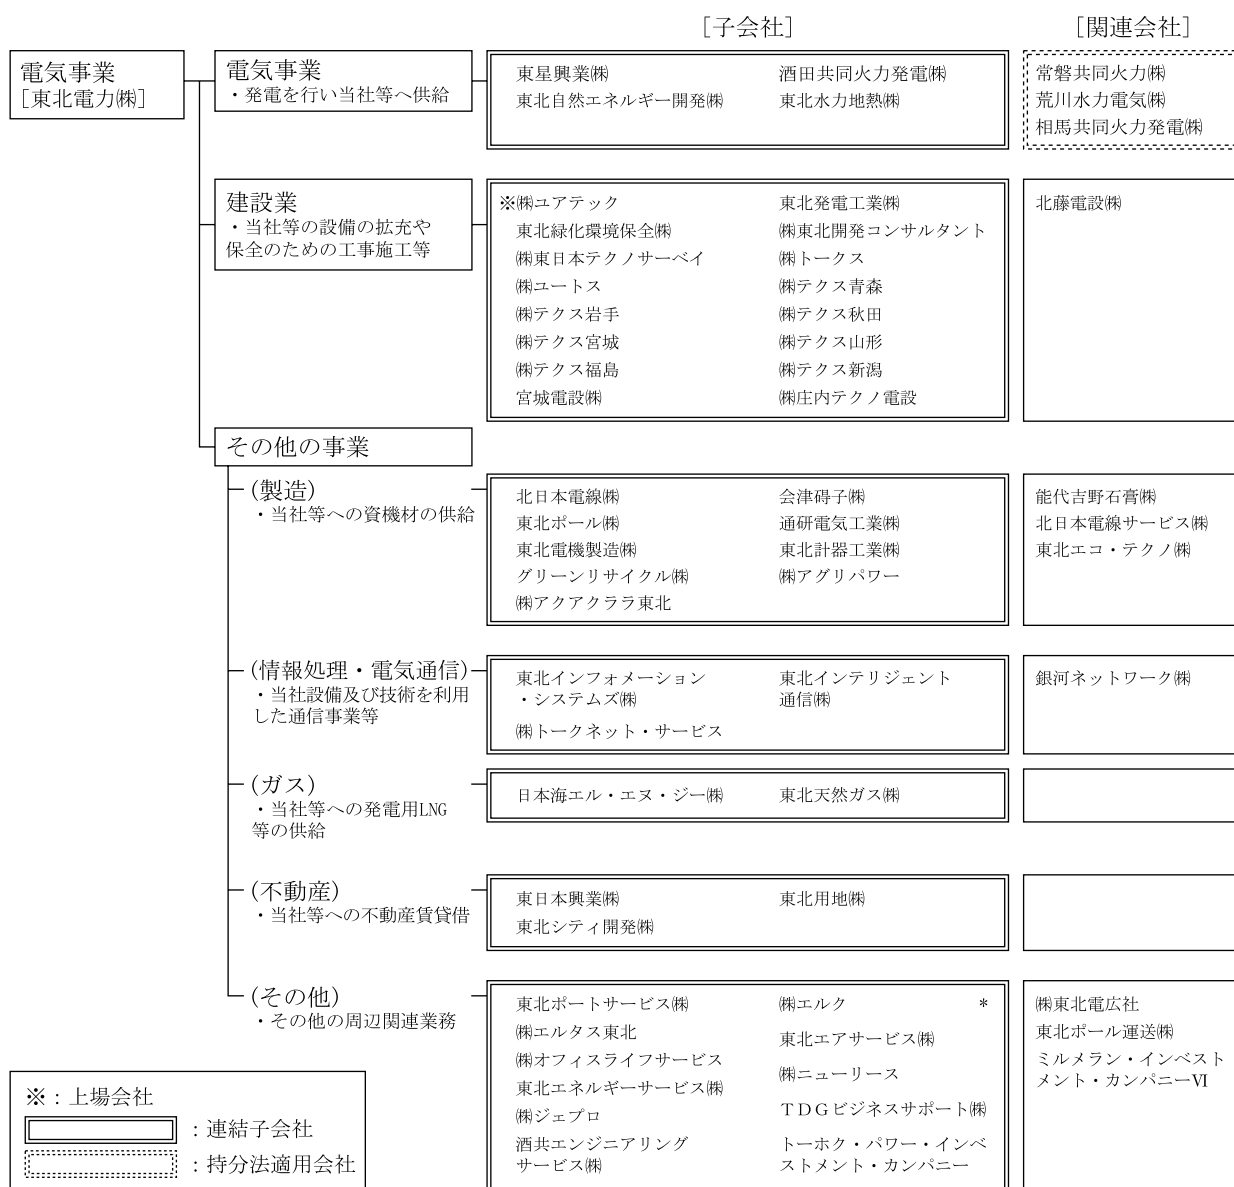 ［子会社］
［関連会社］
電気事業
［東北電力㈱］
電気事業
・発電を行い当社等へ供給
東星興業㈱
酒田共同火力発電㈱
東北自然エネルギー開発㈱
東北水力地熱㈱
常磐共同火力㈱
荒川水力電気㈱
相馬共同火力発電㈱
建設業
・当社等の設備の拡充や
保全のための工事施工等
※㈱ユアテック
東北発電工業㈱
東北緑化環境保全㈱
㈱東北開発コンサルタント
㈱東日本テクノサーベイ
㈱トークス
㈱ユートス
㈱テクス青森
㈱テクス岩手
㈱テクス秋田
㈱テクス宮城
㈱テクス山形
㈱テクス福島
㈱テクス新潟
宮城電設㈱
㈱庄内テクノ電設
北藤電設㈱
その他の事業
(製造)
・当社等への資機材の供給
北日本電線㈱
会津碍子㈱
東北ポール㈱
通研電気工業㈱
東北電機製造㈱
東北計器工業㈱
グリーンリサイクル㈱
㈱アグリパワー
㈱アクアクララ東北
能代吉野石膏㈱
北日本電線サービス㈱
東北エコ・テクノ㈱
(情報処理・電気通信)
・当社設備及び技術を利用
した通信事業等
東北インフォメーション
・システムズ㈱
東北インテリジェント
通信㈱
㈱トークネット・サービス
銀河ネットワーク㈱
(ガス)
・当社等への発電用LNG
等の供給
日本海エル・エヌ・ジー㈱
東北天然ガス㈱
(不動産)
・当社等への不動産賃貸借
東日本興業㈱
東北用地㈱
東北シティ開発㈱
(その他)
・その他の周辺関連業務
東北ポートサービス㈱
㈱エルタス東北
㈱オフィスライフサービス
東北エネルギーサービス㈱
㈱ジェプロ
酒共エンジニアリング
サービス㈱
㈱エルク *
東北エアサービス㈱
㈱ニューリース
ＴＤＧビジネスサポート㈱
トーホク・パワー・インベ
ストメント・カンパニー
㈱東北電広社
東北ポール運送㈱
ミルメラン・インベスト
メント・カンパニーⅥ
※：上場会社
：連結子会社
：持分法適用会社